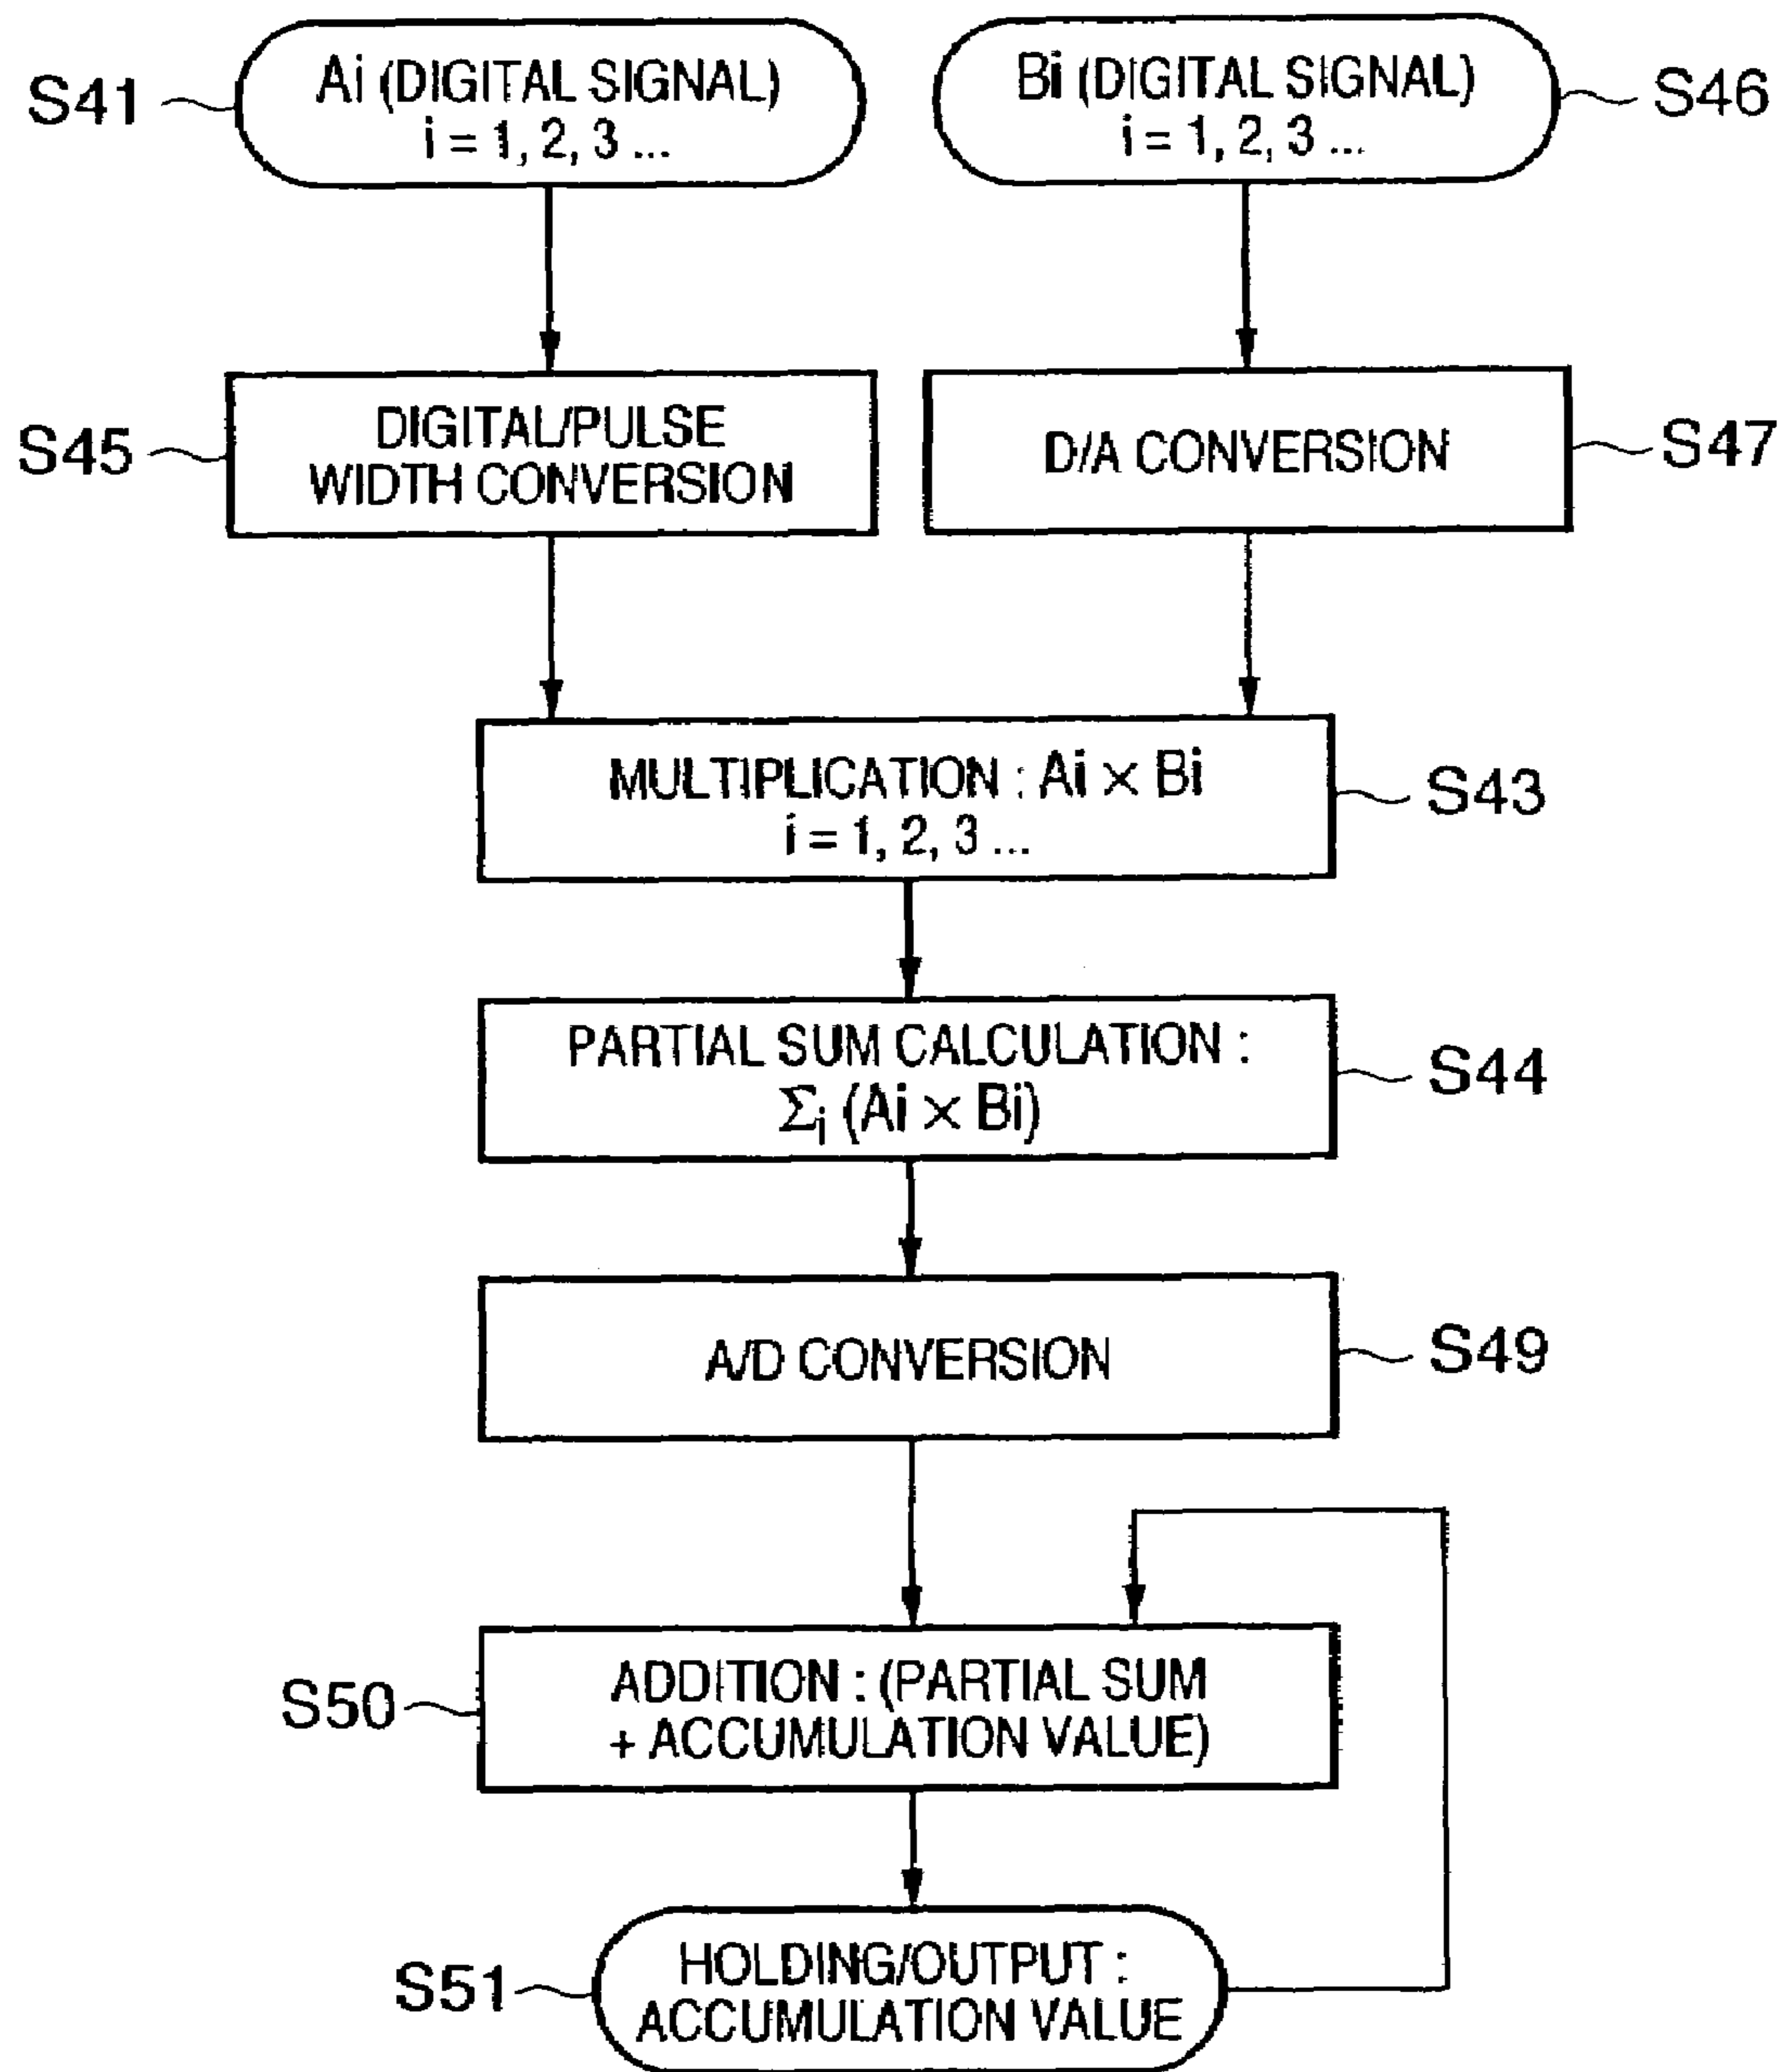 S41
Ai (DIGITAL SIGNAL)
i = 1, 2, 3 ...
Bi (DIGITAL SIGNAL)
i = 1, 2, 3 ...
S46
S45
DIGITAL/PULSE
WIDTH CONVERSION
D/A CONVERSION
S47
MULTIPLICATION : Ai × Bi
i = 1, 2, 3 ...
S43
PARTIAL SUM CALCULATION :
Σi (Ai × Bi)
S44
A/D CONVERSION
S49
S50
ADDITION : (PARTIAL SUM
+ ACCUMULATION VALUE)
S51
HOLDING/OUTPUT :
ACCUMULATION VALUE